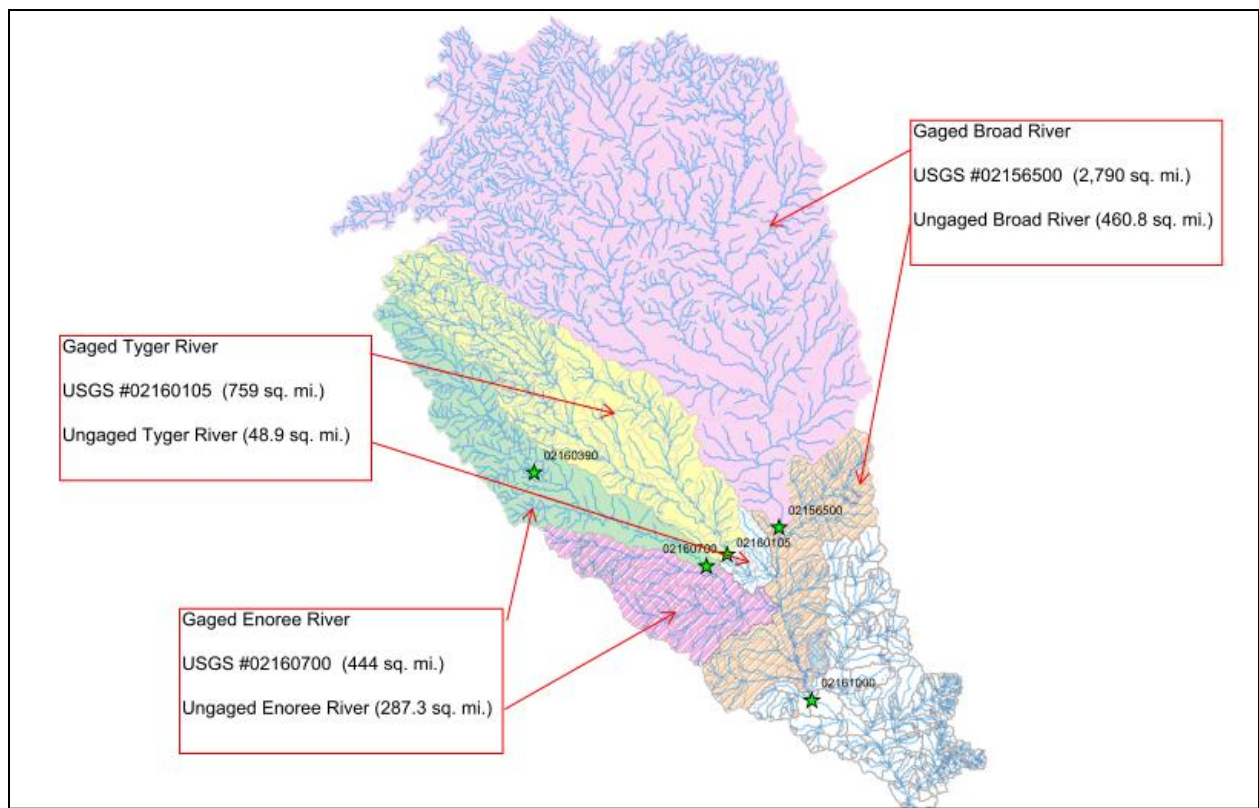 Gaged Broad River
USGS #02156500 (2,790 sq. mi.)
Ungaged Broad River (460.8 sq. mi.)
Gaged Tyger River
USGS #02160105 (759 sq. mi.)
Ungaged Tyger River (48.9 sq. mi.)
02160390
02156500
02160105
02160700
Gaged Enoree River
USGS #02160700 (444 sq. mi.)
Ungaged Enoree River (287.3 sq. mi.)
02161000